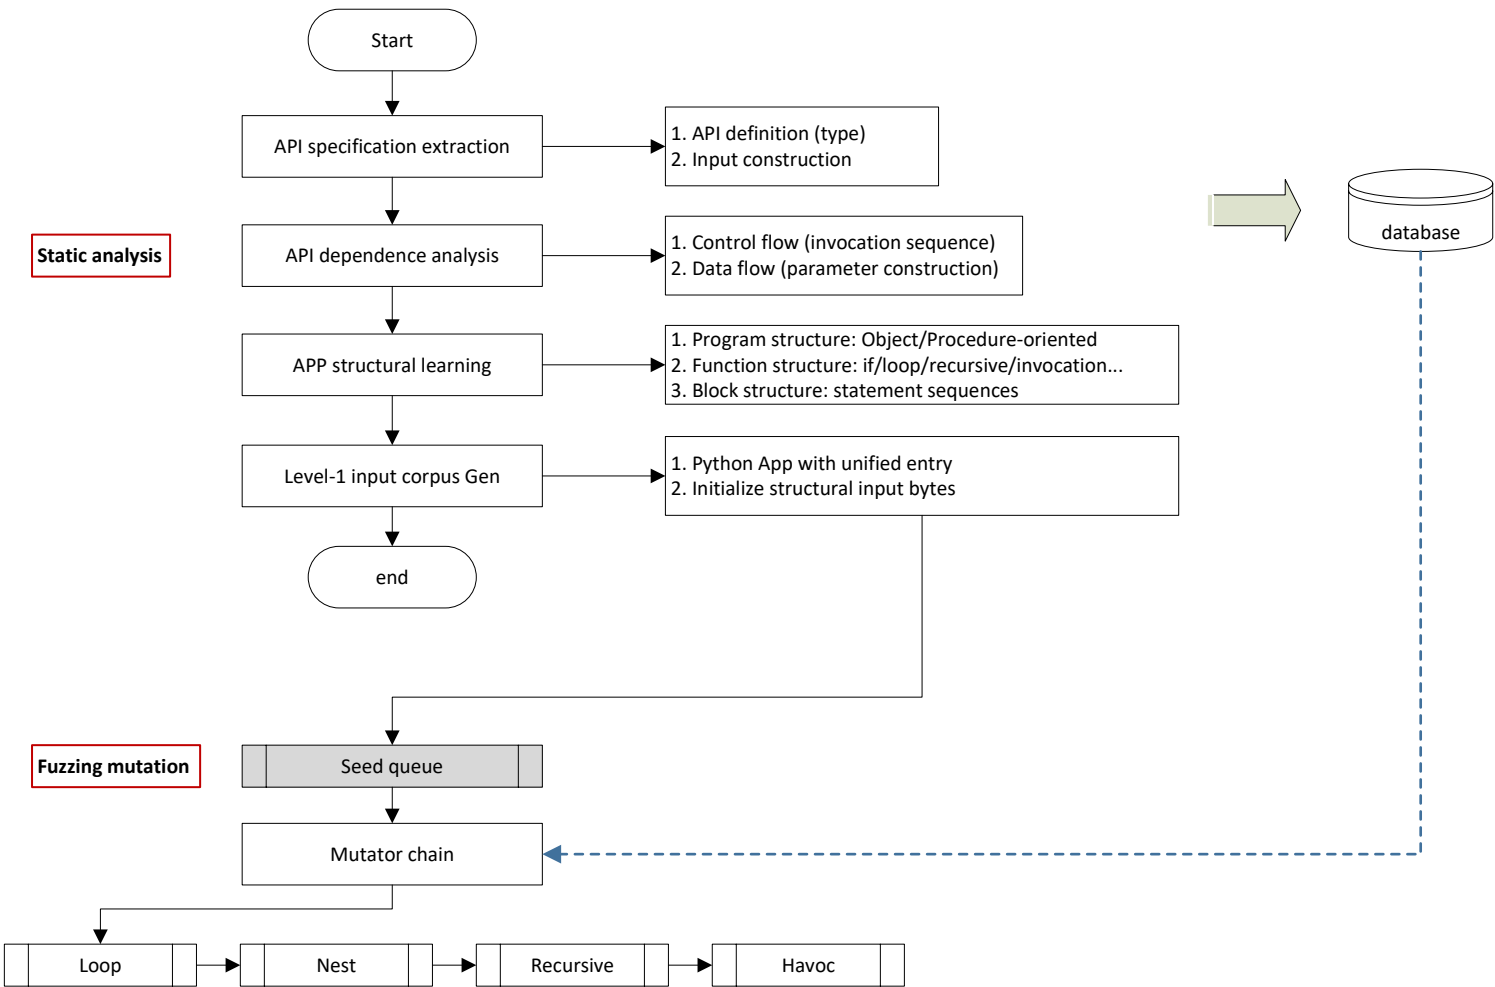 Start
API specification extraction
1. API definition (type)
2. Input construction
database
Static analysis
API dependence analysis
1. Control flow (invocation sequence)
2. Data flow (parameter construction)
APP structural learning
1. Program structure: Object/Procedure-oriented
2. Function structure: if/loop/recursive/invocation...
3. Block structure: statement sequences
Level-1 input corpus Gen
1. Python App with unified entry
2. Initialize structural input bytes
end
Fuzzing mutation
Seed queue
Mutator chain
Loop
Nest
Recursive
Havoc